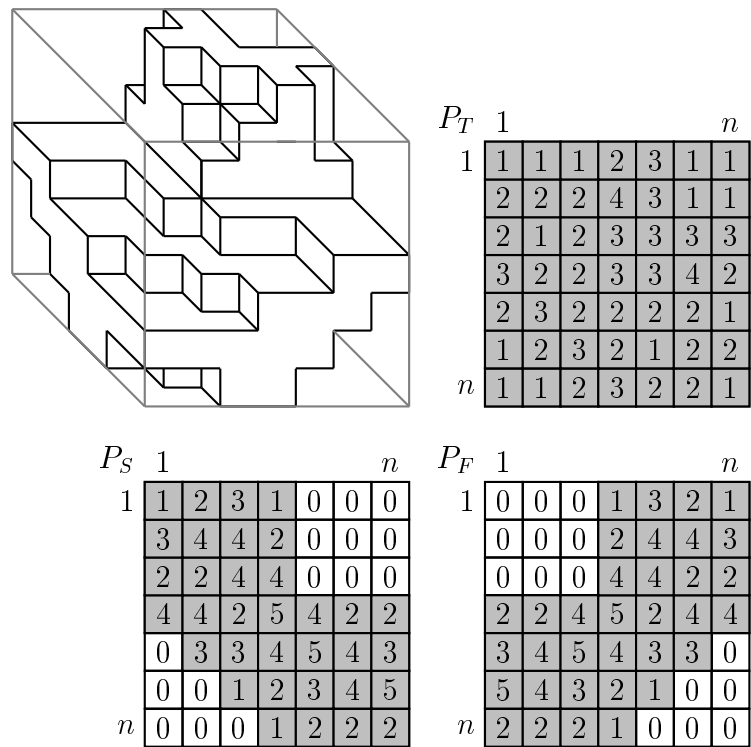 P_T 1 n
1 1 1 1 2 3 1 1
2 2 2 4 3 1 1
2 1 2 3 3 3 3
3 2 2 3 3 4 2
2 3 2 2 2 2 1
1 2 3 2 1 2 2
n 1 1 2 3 2 2 1
P_S 1 n
1 1 2 3 1 0 0 0
3 4 4 2 0 0 0
2 2 4 4 0 0 0
4 4 2 5 4 2 2
0 3 3 4 5 4 3
0 0 1 2 3 4 5
n 0 0 0 1 2 2 2
P_F 1 n
1 0 0 0 1 3 2 1
0 0 0 2 4 4 3
0 0 0 4 4 2 2
2 2 4 5 2 4 4
3 4 5 4 3 3 0
5 4 3 2 1 0 0
n 2 2 2 1 0 0 0